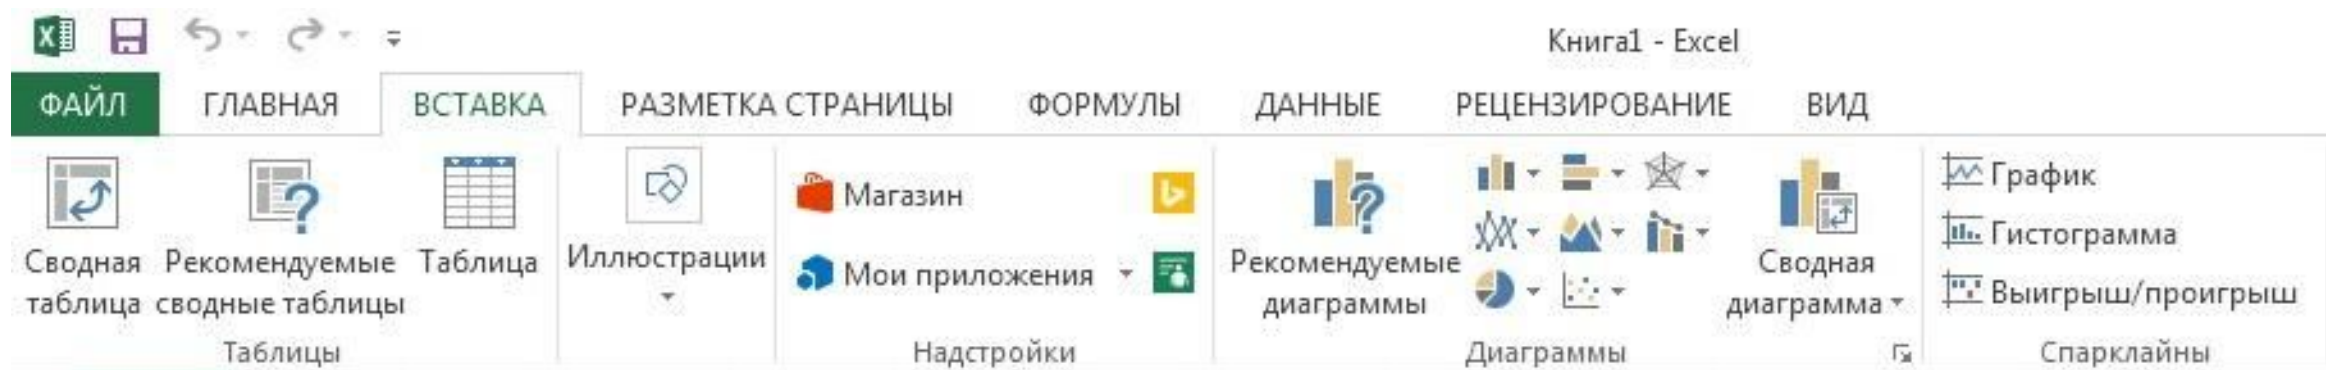 Книга1 - Excel
ФАЙЛ ГЛАВНАЯ ВСТАВКА РАЗМЕТКА СТРАНИЦЫ ФОРМУЛЫ ДАННЫЕ РЕЦЕНЗИРОВАНИЕ ВИД
Сводная
таблица
Рекомендуемые
сводные таблицы
Таблица
Таблицы
Иллюстрации
Магазин
Мои приложения
Надстройки
Рекомендуемые
диаграммы
Сводная
диаграмма
Диаграммы
График
Гистограмма
Выигрыш/проигрыш
Спарклайны